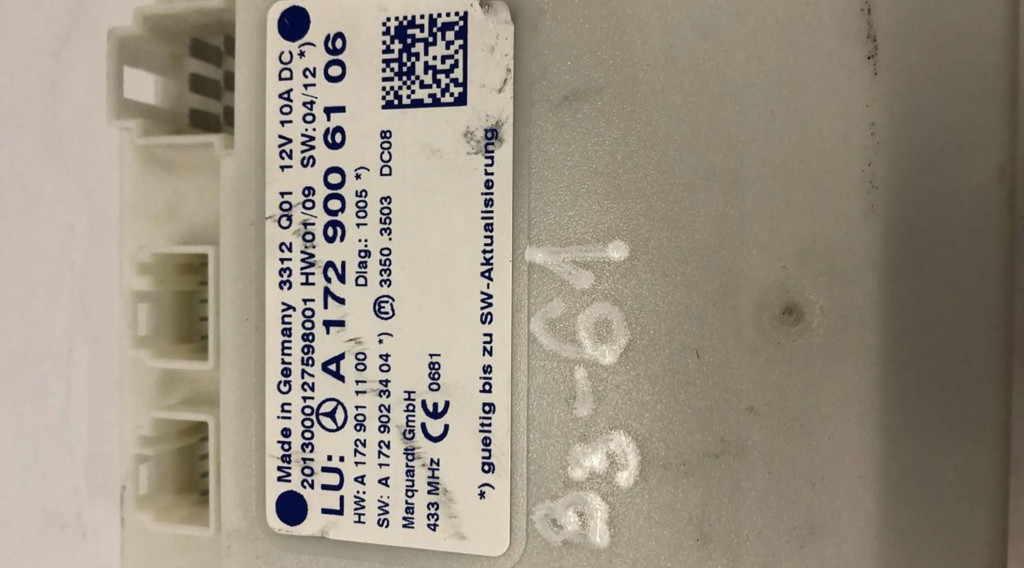 Made in Germany 3312 Q01 12V 10A DC
2013000127598001 HW:01/09 SW:04/12 *)
LU: A 172 900 61 06
HW: A 172 901 11 00 Diag.: 1005 *)
SW: A 172 902 34 04 *) m 3350.3503 DC08
Marquardt GmbH
433 MHz CE 0681
*) gueltig bis zu SW-Aktualisierung